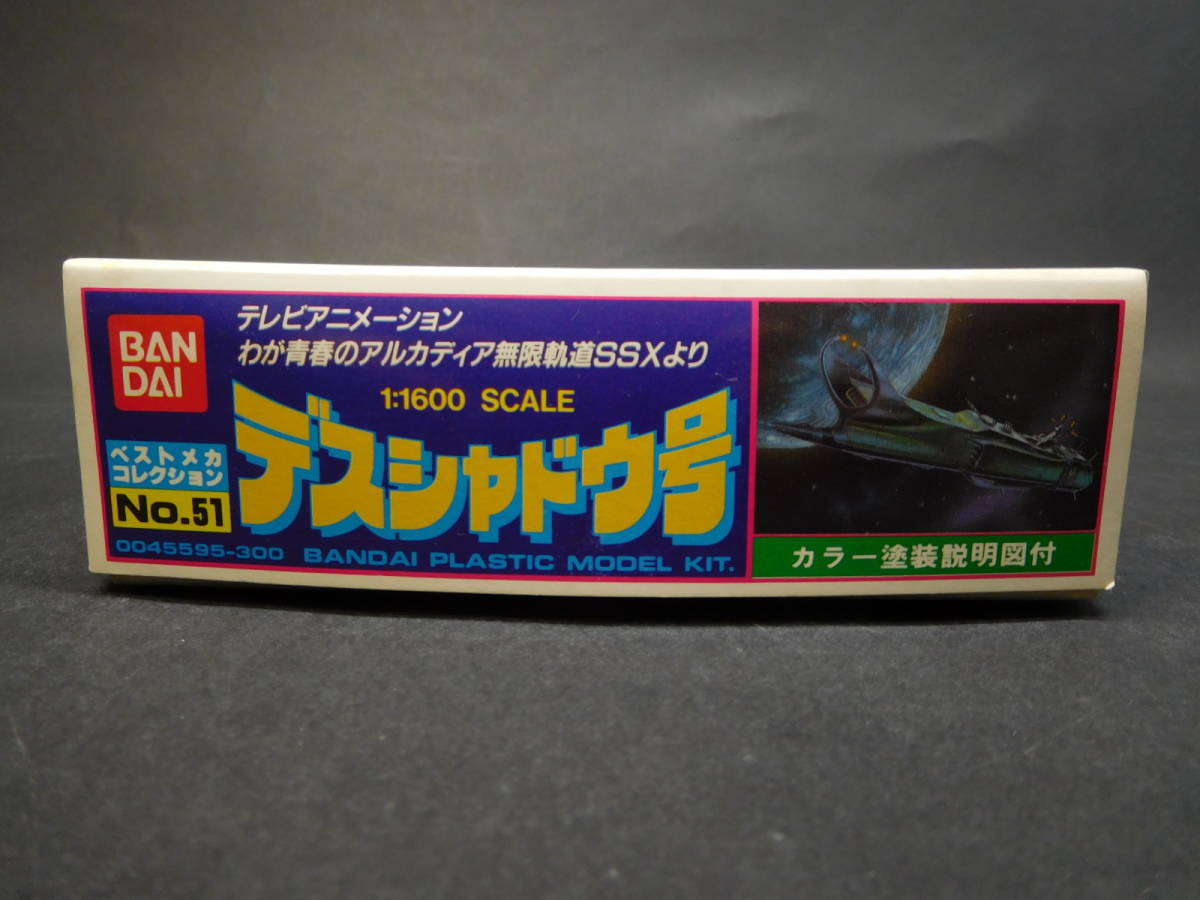 BAN
DAI
テレビアニメーション
わが青春のアルカディア無限軌道SSXより
1:1600 SCALE
デスシャドウ号
ベストメカ
コレクション
No.51
0045595-300 BANDAI PLASTIC MODEL KIT.
カラー塗装説明図付